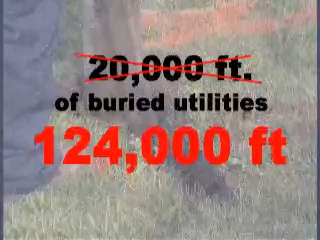 20,000 ft.
of buried utilities
124,000 ft